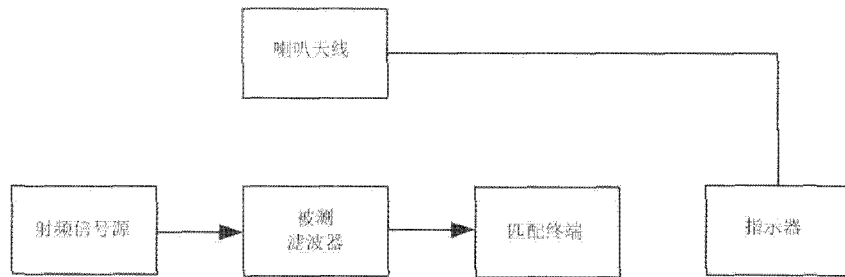 喇叭天线
射频信号源
被测
滤波器
匹配终端
指示器